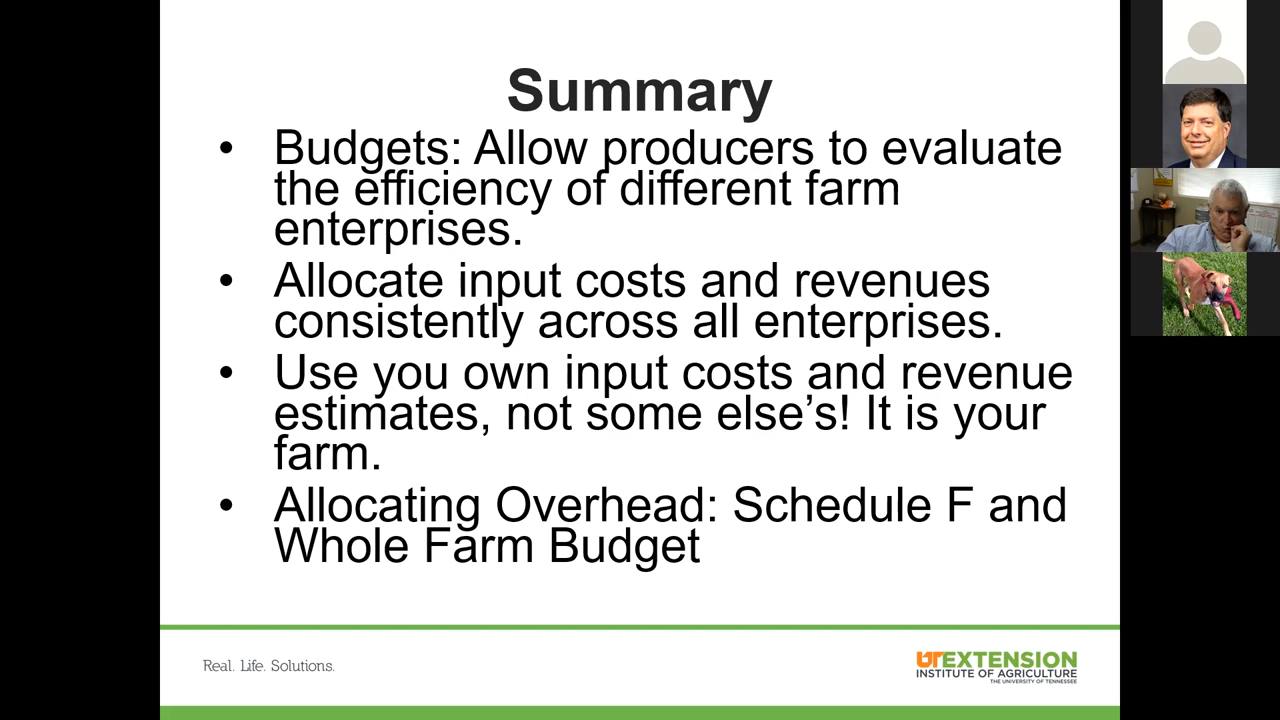 Summary
• Budgets: Allow producers to evaluate
the efficiency of different farm
enterprises.
• Allocate input costs and revenues
consistently across all enterprises.
• Use you own input costs and revenue
estimates, not some else’s! It is your
farm.
• Allocating Overhead: Schedule F and
Whole Farm Budget
Real. Life. Solutions.
UTEXTENSION
INSTITUTE OF AGRICULTURE
THE UNIVERSITY OF TENNESSEE